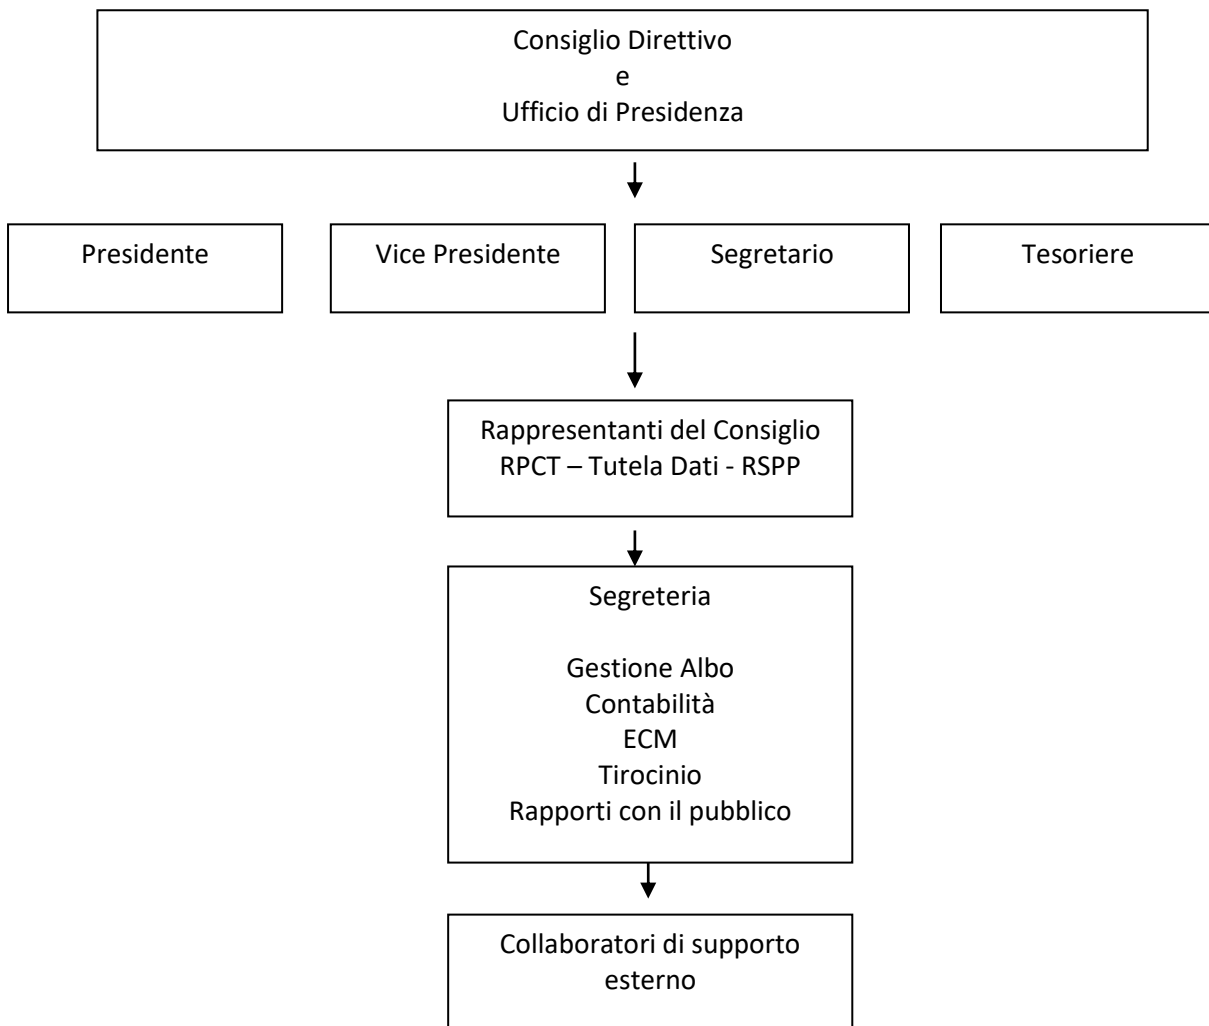 Consiglio Direttivo
e
Ufficio di Presidenza
Presidente
Vice Presidente
Segretario
Tesoriere
Rappresentanti del Consiglio
RPCT – Tutela Dati - RSPP
Segreteria
Gestione Albo
Contabilità
ECM
Tirocinio
Rapporti con il pubblico
Collaboratori di supporto
esterno